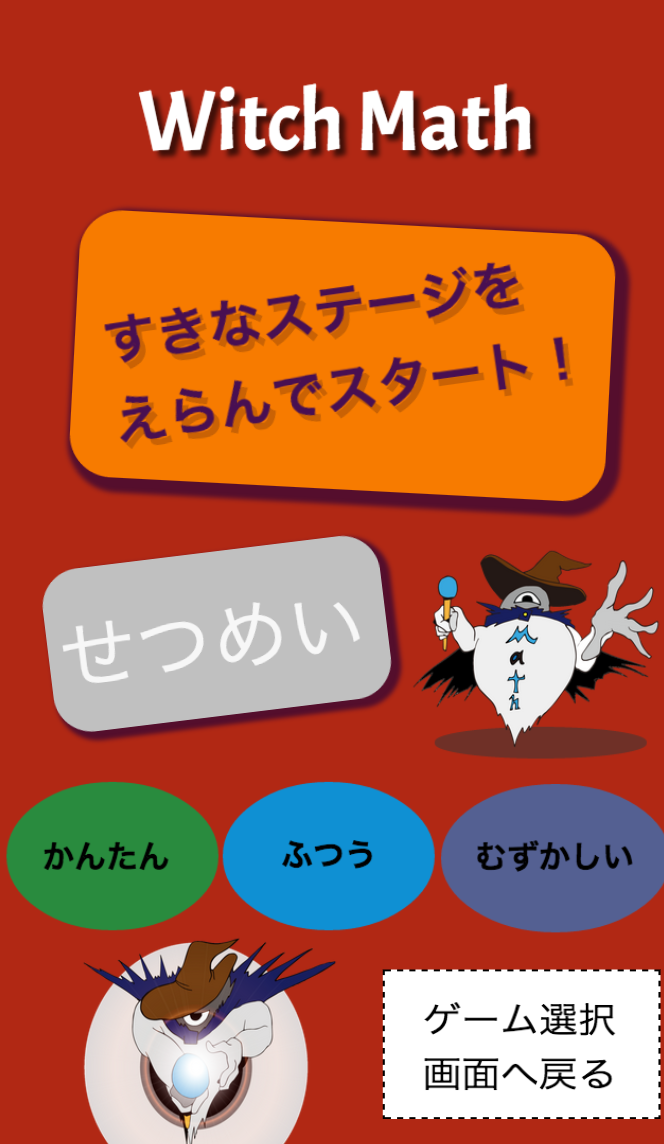 Witch Math
すきなステージを
えらんでスタート！
せつめい
Math
かんたん
ふつう
むずかしい
ゲーム選択
画面へ戻る